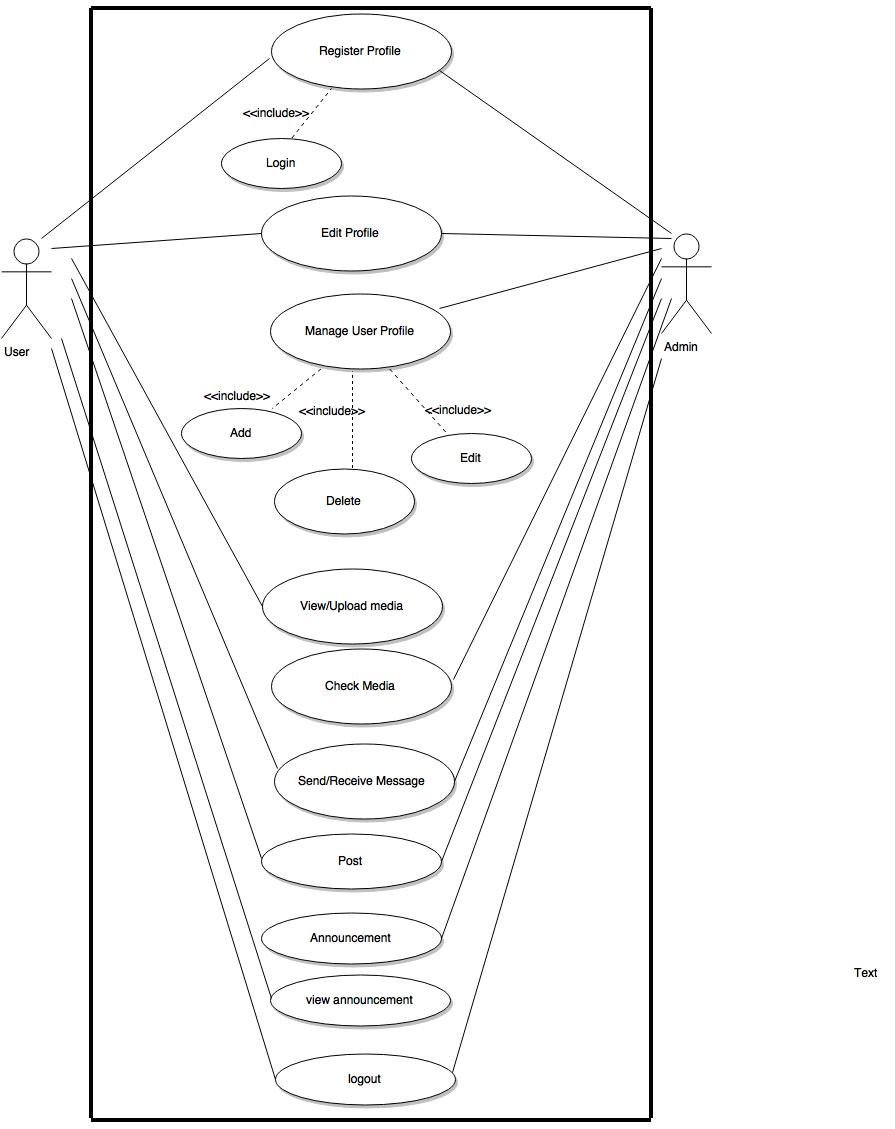 Register Profile
<<include>>
Login
Edit Profile
Manage User Profile
User
Admin
<<include>>
<<include>>
<<include>>
Add
Edit
Delete
View/Upload media
Check Media
Send/Receive Message
Post
Announcement
Text
view announcement
logout